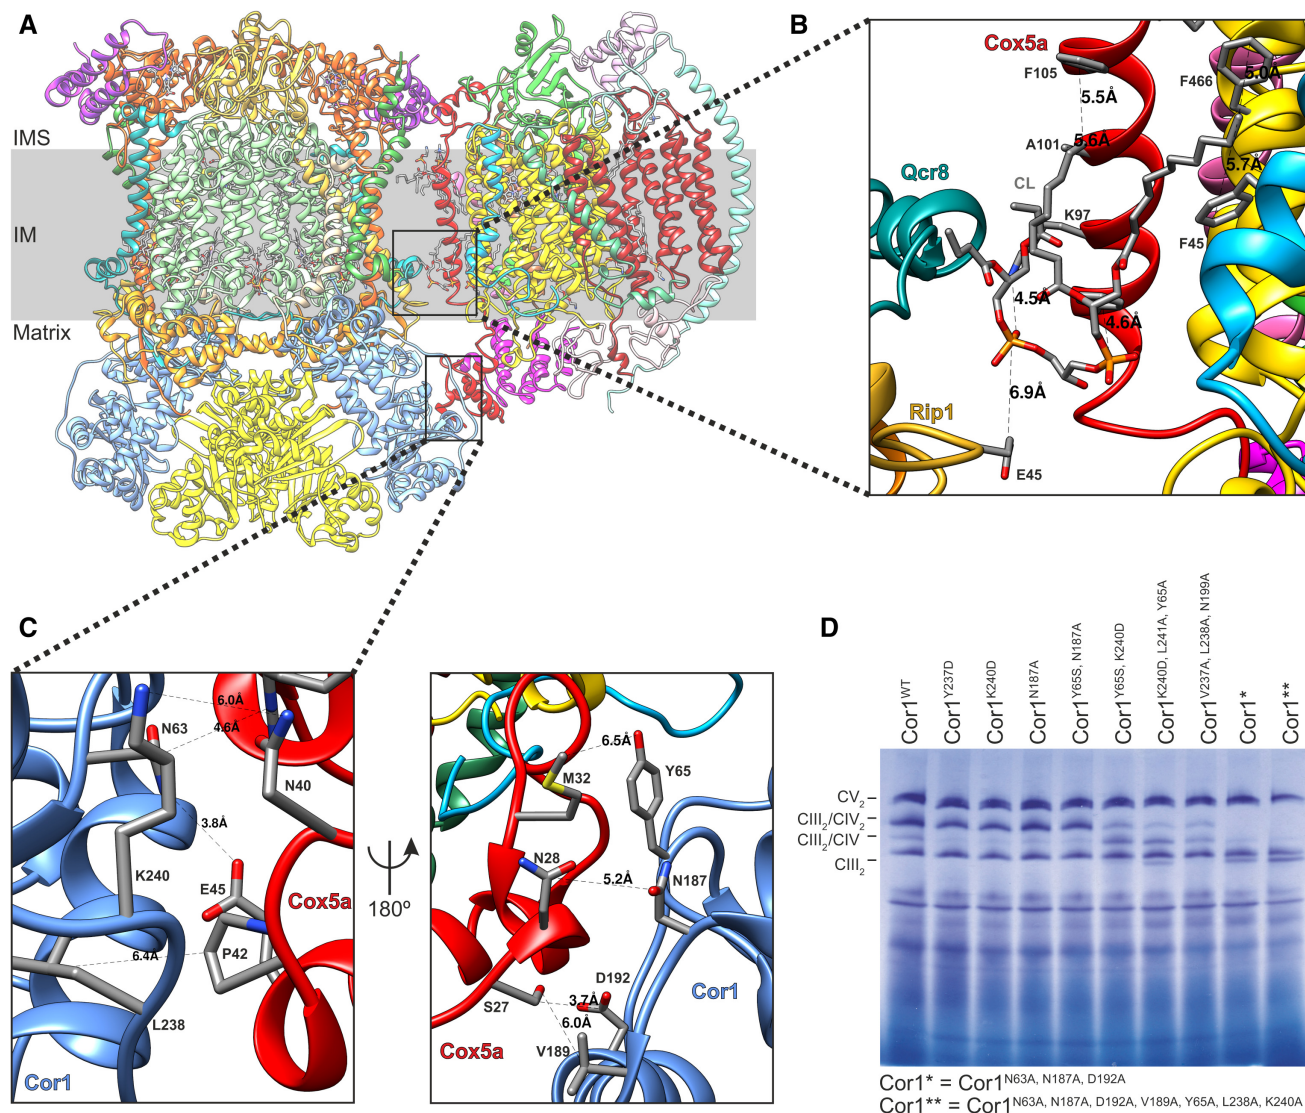 A
IMS
IM
Matrix
B
Cox5a
F105
5.5Å
F466
5.0Å
5.6Å
A101
5.7Å
Qcr8
CL
K97
F45
4.5Å
4.6Å
6.9Å
Rip1
E45
C
6.0Å
4.6Å
N63
N40
3.8Å
K240
E45
Cox5a
6.4Å
P42
L238
Cor1
180º
6.5Å
M32
Y65
N28
5.2Å
N187
D192
S27
3.7Å
6.0Å
Cor1
V189
Cox5a
D
Cor1WT
Cor1Y237D
Cor1K240D
Cor1N187A
Cor1Y65S, N187A
Cor1Y65S, K240D
Cor1K240D, L241A, Y65A
Cor1V237A, L238A, N199A
Cor1*
Cor1**
CV2
CIII2/CIV2
CIII2/CIV
CIII2
Cor1* = Cor1N63A, N187A, D192A
Cor1** = Cor1N63A, N187A, D192A, V189A, Y65A, L238A, K240A